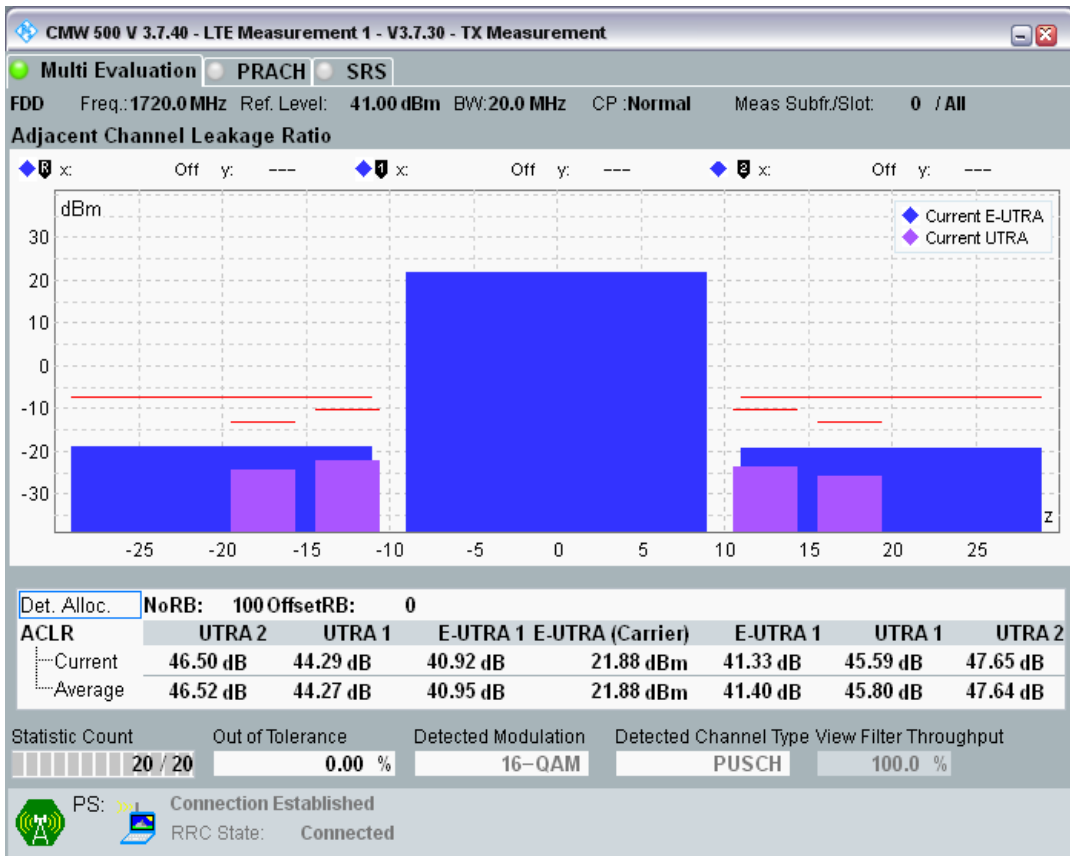 CMW 500 V 3.7.40 - LTE Measurement 1 - V3.7.30 - TX Measurement
Multi Evaluation PRACH SRS
FDD Freq.:1720.0 MHz Ref. Level: 41.00 dBm BW:20.0 MHz CP :Normal Meas Subfr./Slot: 0 / All
Adjacent Channel Leakage Ratio
R x: Off y: --- 1 x: Off y: --- 2 x: Off y: ---
dBm
Current E-UTRA
Current UTRA
30
20
10
0
-10
-20
-30
z
-25 -20 -15 -10 -5 0 5 10 15 20 25
Det. Alloc. NoRB: 100 OffsetRB: 0
ACLR UTRA 2 UTRA 1 E-UTRA 1 E-UTRA (Carrier) E-UTRA 1 UTRA 1 UTRA 2
Current 46.50 dB 44.29 dB 40.92 dB 21.88 dBm 41.33 dB 45.59 dB 47.65 dB
Average 46.52 dB 44.27 dB 40.95 dB 21.88 dBm 41.40 dB 45.80 dB 47.64 dB
Statistic Count Out of Tolerance Detected Modulation Detected Channel Type View Filter Throughput
20 / 20 0.00 % 16-QAM PUSCH 100.0 %
PS: Connection Established
RRC State: Connected